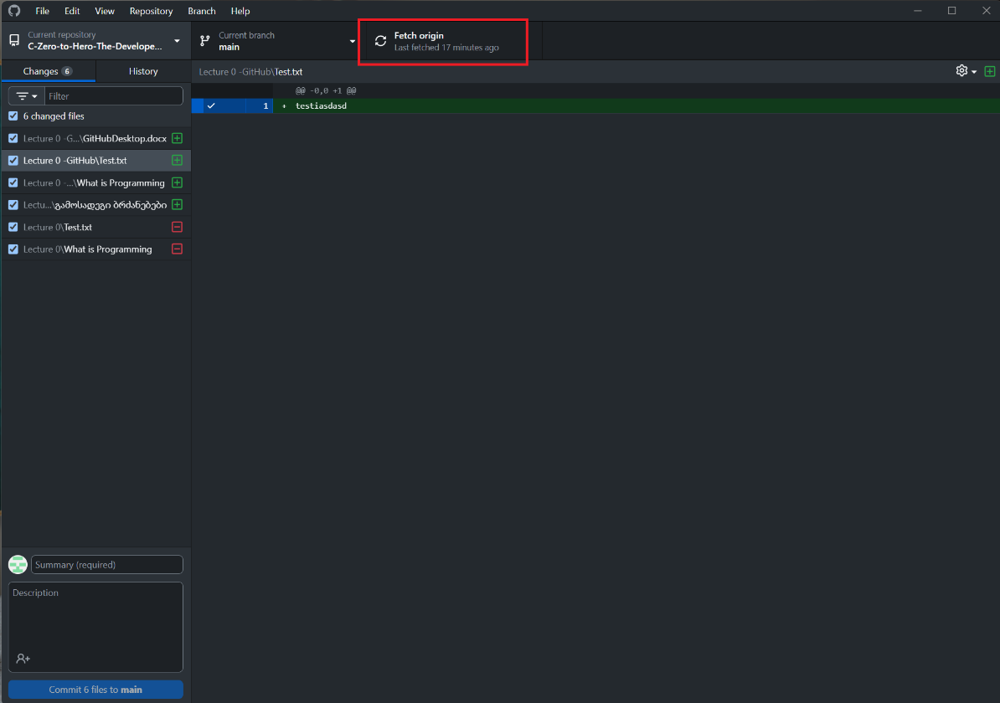 File Edit View Repository Branch Help
Current repository
C-Zero-to-Hero-The-Develope...
Current branch
main
Fetch origin
Last fetched 17 minutes ago
Changes 6
History
Lecture 0 -GitHub\Test.txt
Filter
6 changed files
@@ -0,0 +1 @@
1 + testiasdasd
Lecture 0 -G...\GitHubDesktop.docx
Lecture 0 -GitHub\Test.txt
Lecture 0 -...\What is Programming
Lectu...\გამოსადეგი ბრძანებები
Lecture 0\Test.txt
Lecture 0\What is Programming
Summary (required)
Description
Commit 6 files to main